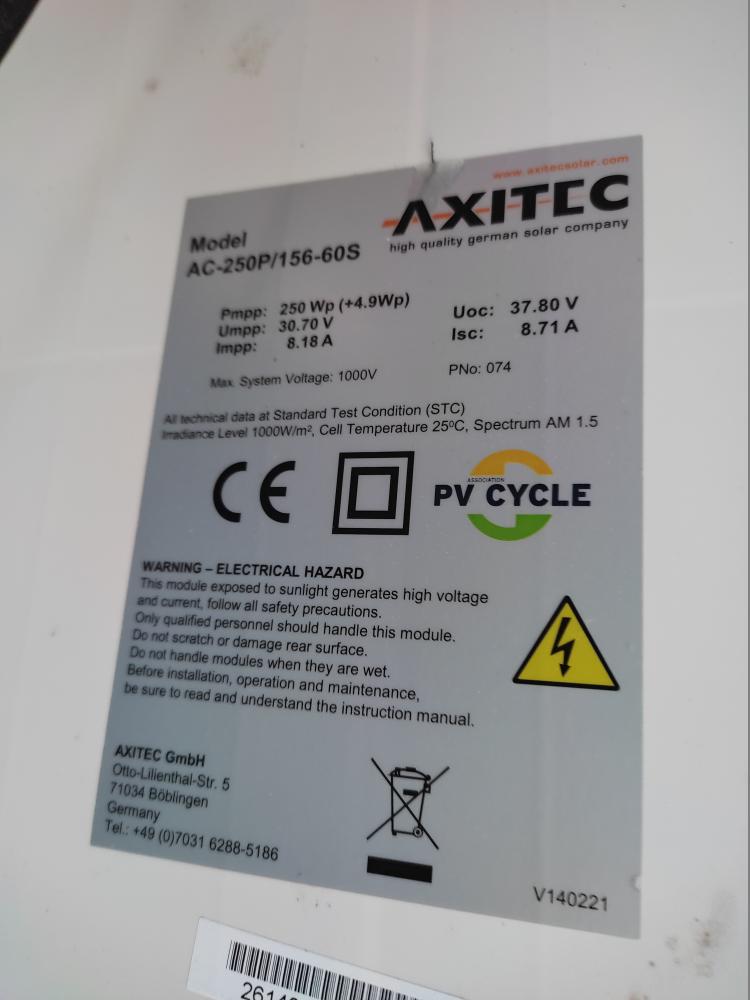 www.axitecsolar.com
AXITEC
high quality german solar company
Model
AC-250P/156-60S
Pmpp: 250 Wp (+4.9Wp)
Umpp: 30.70 V
Impp: 8.18 A
Uoc: 37.80 V
Isc: 8.71 A
Max. System Voltage: 1000V
PNo: 074
All technical data at Standard Test Condition (STC)
Irradiance Level 1000W/m², Cell Temperature 25ºC, Spectrum AM 1.5
CE
ASSOCIATION
PV CYCLE
WARNING – ELECTRICAL HAZARD
This module exposed to sunlight generates high voltage
and current, follow all safety precautions.
Only qualified personnel should handle this module.
Do not scratch or damage rear surface.
Do not handle modules when they are wet.
Before installation, operation and maintenance,
be sure to read and understand the instruction manual.
AXITEC GmbH
Otto-Lilienthal-Str. 5
71034 Böblingen
Germany
Tel.: +49 (0)7031 6288-5186
V140221